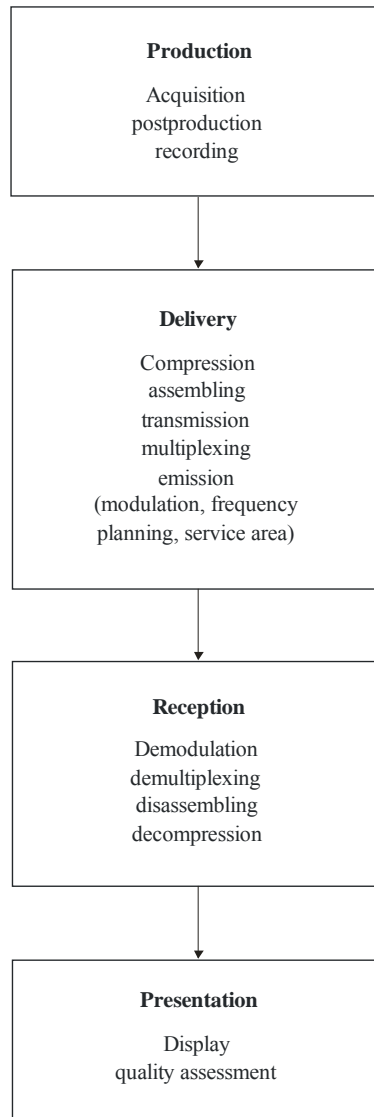 Production
Acquisition
postproduction
recording
Delivery
Compression
assembling
transmission
multiplexing
emission
(modulation, frequency
planning, service area)
Reception
Demodulation
demultiplexing
disassembling
decompression
Presentation
Display
quality assessment